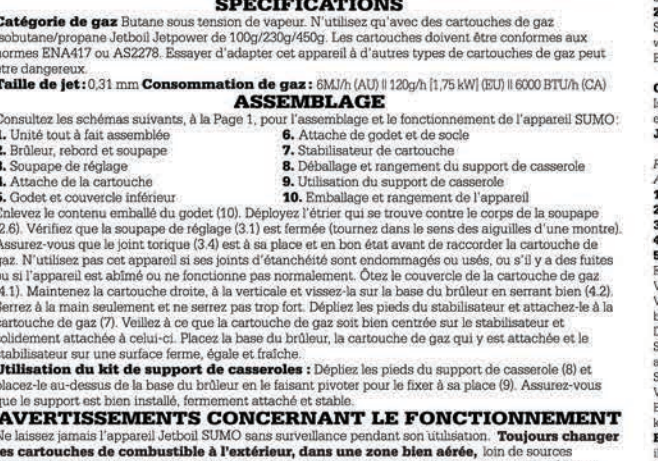 SPÉCIFICATIONS
Catégorie de gaz Butane sous tension de vapeur. N'utilisez qu'avec des cartouches de gaz
isobutane/propane Jetboil Jetpower de 100g/230g/450g. Les cartouches doivent être conformes aux
normes ENA417 ou AS2278. Essayer d'adapter cet appareil à d'autres types de cartouches de gaz peut
être dangereux.
Taille de jet: 0,31 mm Consommation de gaz: 6MJ/h (AU) II 120g/h [1,75 kW] (EU) II 6000 BTU/h (CA)
ASSEMBLAGE
Consultez les schémas suivants, à la Page 1, pour l'assemblage et le fonctionnement de l'appareil SUMO:
1. Unité tout à fait assemblée
2. Brûleur, rebord et soupape
3. Soupape de réglage
4. Attache de la cartouche
5. Godet et couvercle inférieur
6. Attache de godet et de socle
7. Stabilisateur de cartouche
8. Déballage et rangement du support de casserole
9. Utilisation du support de casserole
10. Emballage et rangement de l'appareil
Enlevez le contenu emballé du godet (10). Déployez l'étrier qui se trouve contre le corps de la soupape
(2.6). Vérifiez que la soupape de réglage (3.1) est fermée (tournez dans le sens des aiguilles d'une montre).
Assurez-vous que le joint torique (3.4) est à sa place et en bon état avant de raccorder la cartouche de
gaz. N'utilisez pas cet appareil si ses joints d'étanchéité sont endommagés ou usés, ou s'il y a des fuites
ou si l'appareil est abîmé ou ne fonctionne pas normalement. Ôtez le couvercle de la cartouche de gaz
(4.1). Maintenez la cartouche droite, à la verticale et vissez-la sur la base du brûleur en serrant bien (4.2).
Serrez à la main seulement et ne serrez pas trop fort. Dépliez les pieds du stabilisateur et attachez-le à la
cartouche de gaz (7). Veillez à ce que la cartouche de gaz soit bien centrée sur le stabilisateur et
solidement attachée à celui-ci. Placez la base du brûleur, la cartouche de gaz qui y est attachée et le
stabilisateur sur une surface ferme, égale et fraîche.
Utilisation du kit de support de casseroles : Dépliez les pieds du support de casserole (8) et
placez-le au-dessus de la base du brûleur en le faisant pivoter pour le fixer à sa place (9). Assurez-vous
que le support est bien installé, fermement attaché et stable.
AVERTISSEMENTS CONCERNANT LE FONCTIONNEMENT
Ne laissez jamais l'appareil Jetboil SUMO sans surveillance pendant son utilisation. Toujours changer
les cartouches de combustible à l'extérieur, dans une zone bien aérée, loin de sources